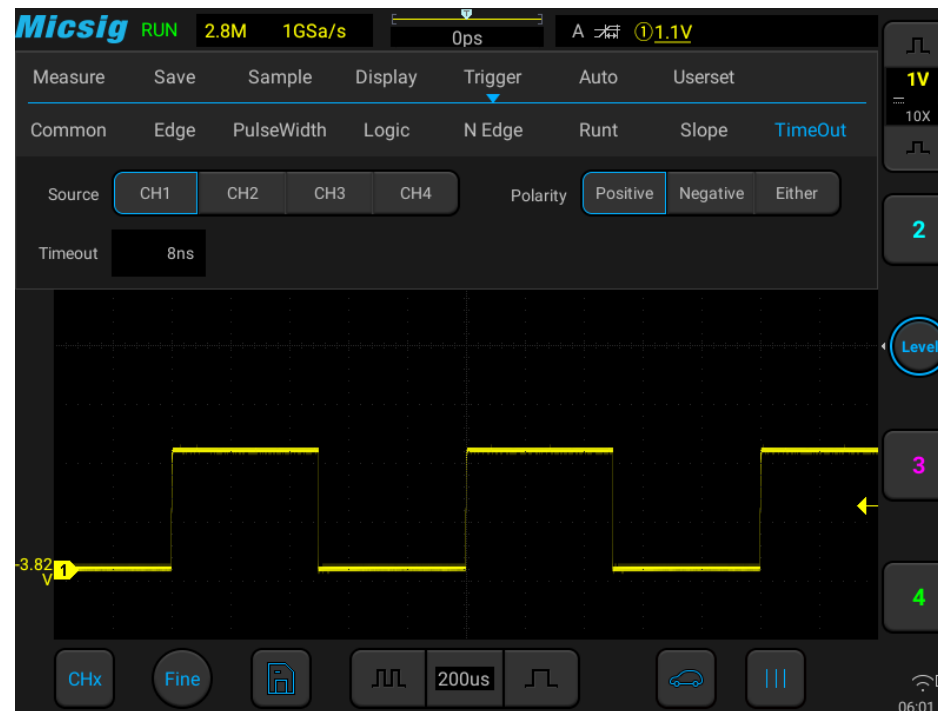 Micsig RUN 2.8M 1GSa/s T 0ps A ①1.1V
Measure Save Sample Display Trigger Auto Userset
1V
10X
Common Edge PulseWidth Logic N Edge Runt Slope TimeOut
Source CH1 CH2 CH3 CH4 Polarity Positive Negative Either
2
Timeout 8ns
Level
3
-3.82
V
1
4
CHx Fine 200us
06:01